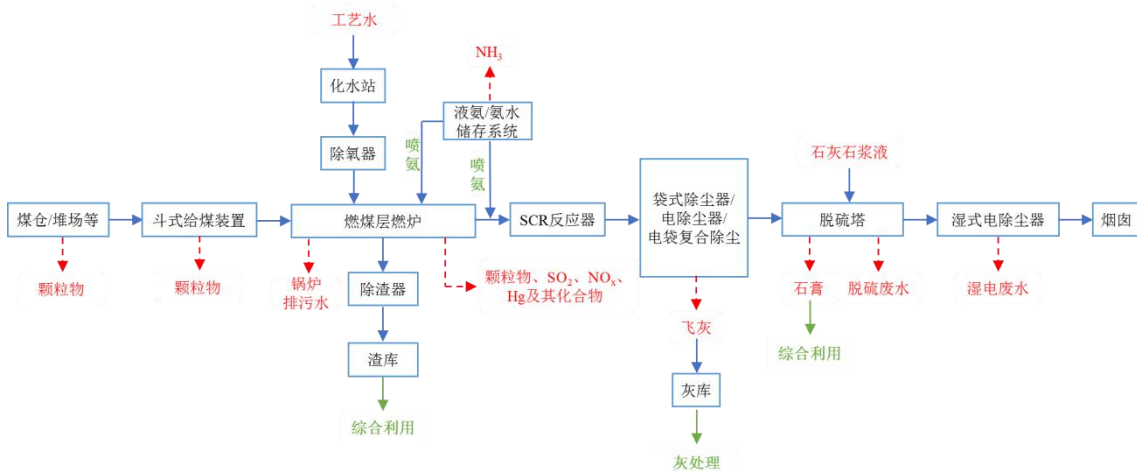 工艺水
NH₃
化水站
液氨/氨水
储存系统
喷氨
喷氨
除氧器
石灰石浆液
煤仓/堆场等
斗式给煤装置
燃煤层燃炉
SCR反应器
袋式除尘器/
电除尘器/
电袋复合除尘
脱硫塔
湿式电除尘器
烟囱
颗粒物
颗粒物
锅炉
排污水
除渣器
颗粒物、SO₂、NOₓ、
Hg及其化合物
石膏
脱硫废水
湿电废水
飞灰
渣库
综合利用
灰库
综合利用
灰处理